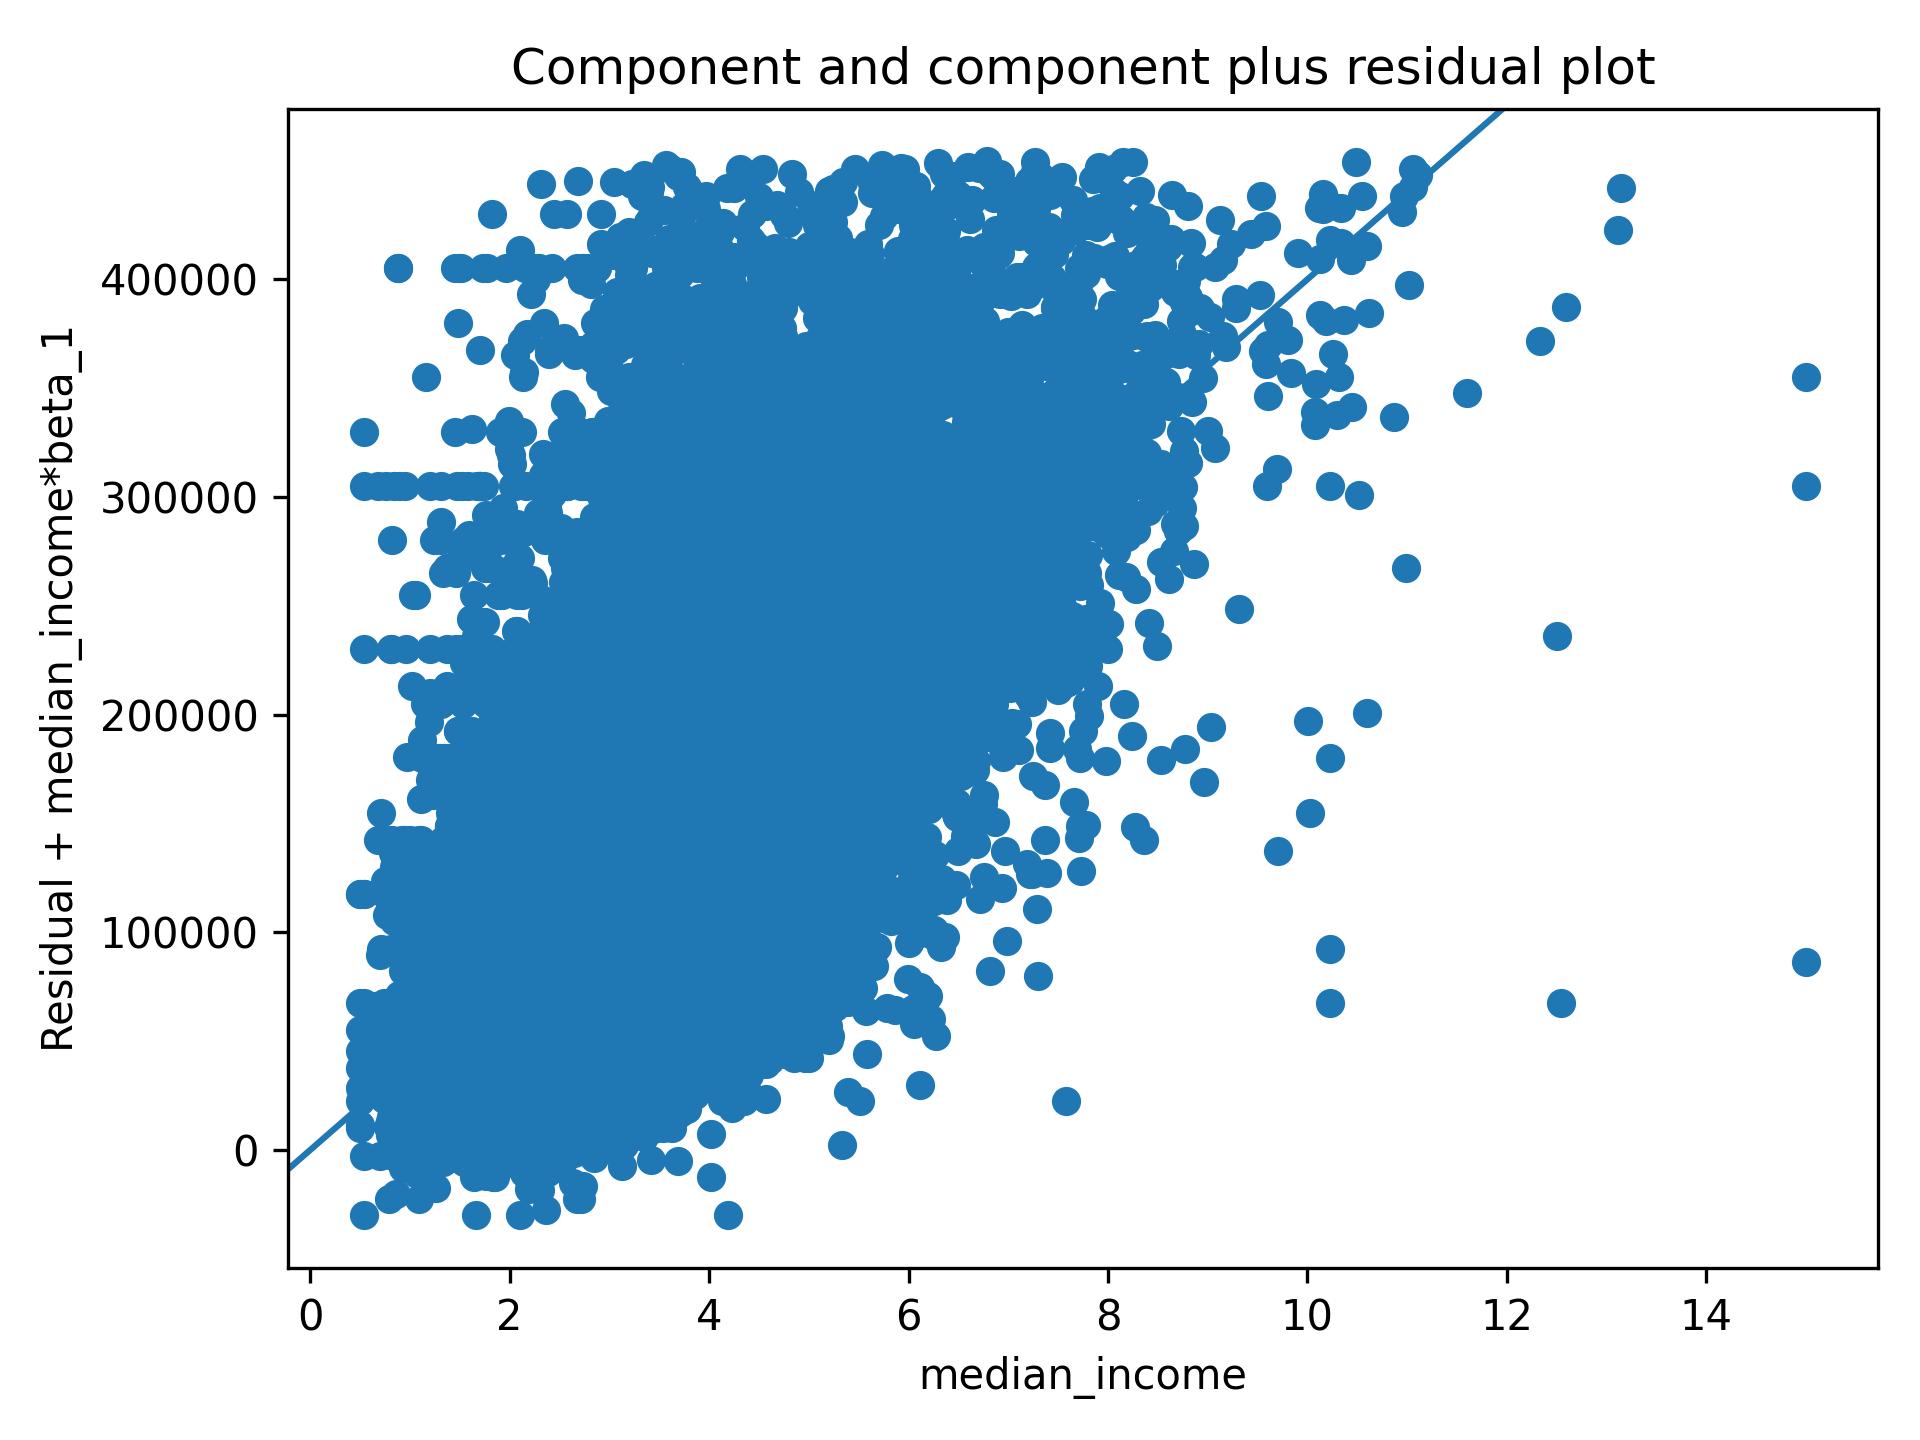 Component and component plus residual plot
Residual + median_income*beta_1
400000
300000
200000
100000
0
0 2 4 6 8 10 12 14
median_income